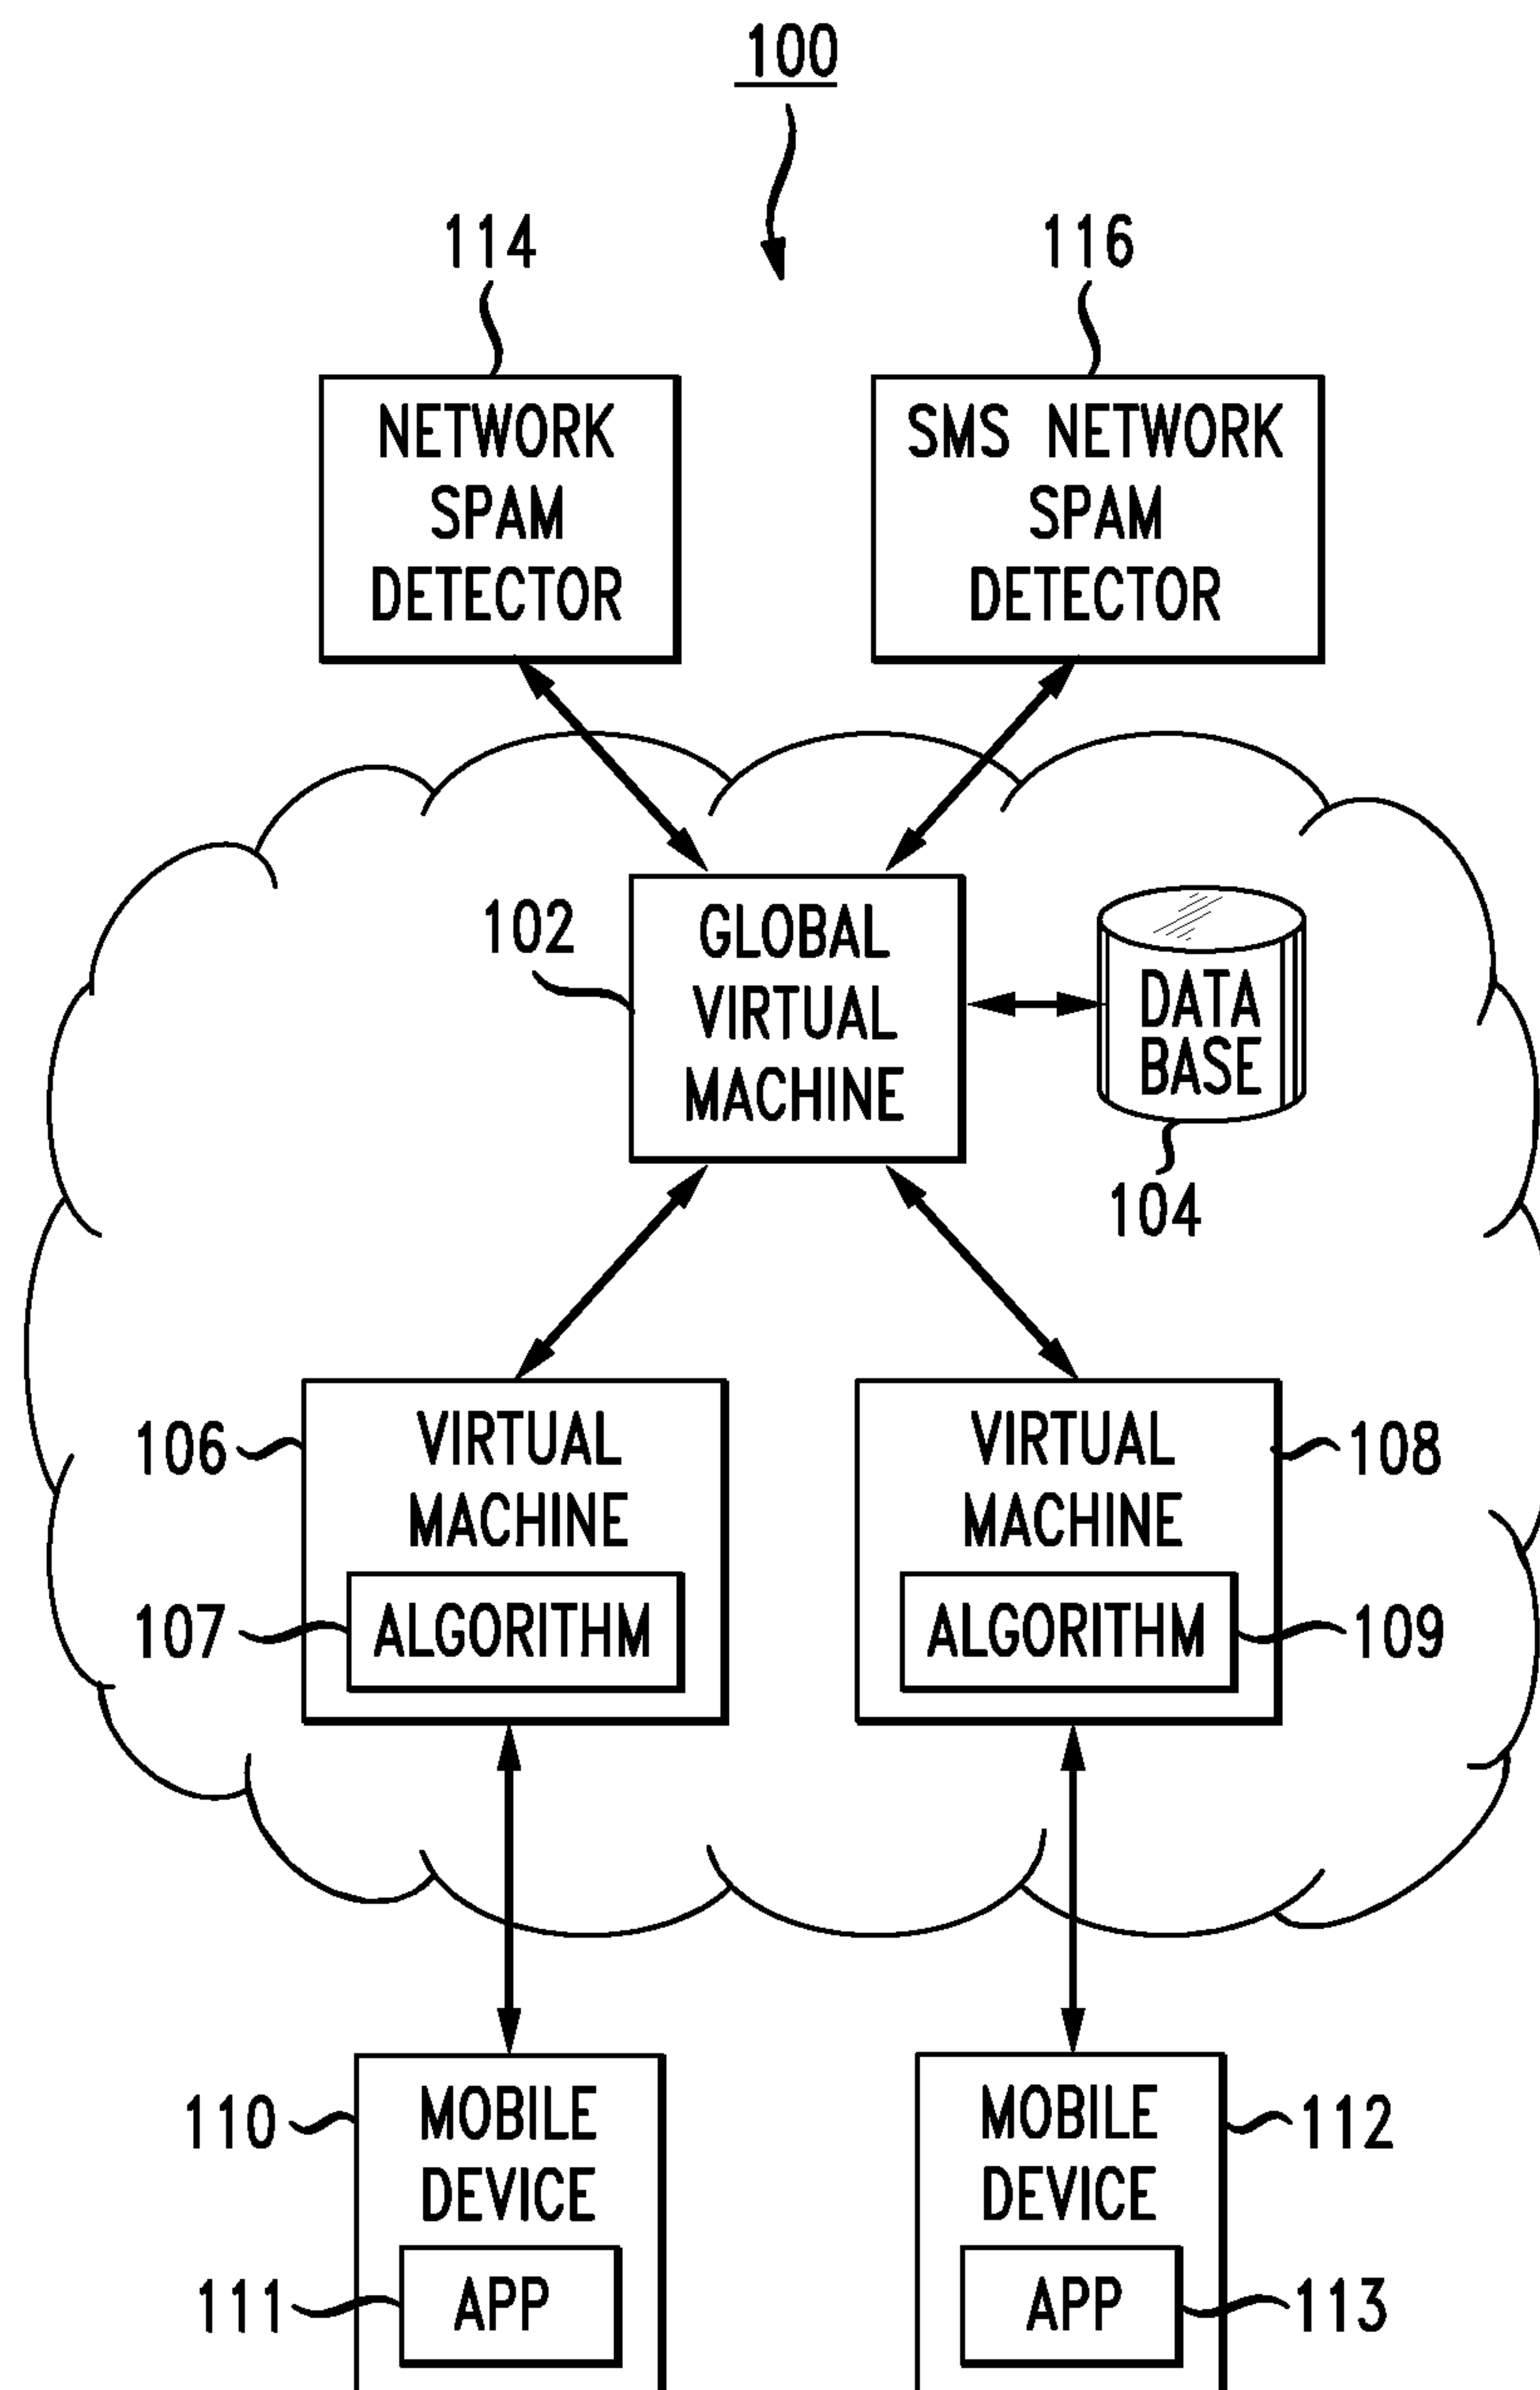 100
114
116
NETWORK
SPAM
DETECTOR
SMS NETWORK
SPAM
DETECTOR
102
GLOBAL
VIRTUAL
MACHINE
DATA
BASE
104
106
VIRTUAL
MACHINE
107
ALGORITHM
VIRTUAL
MACHINE
108
ALGORITHM
109
110
MOBILE
DEVICE
111
APP
MOBILE
DEVICE
112
APP
113